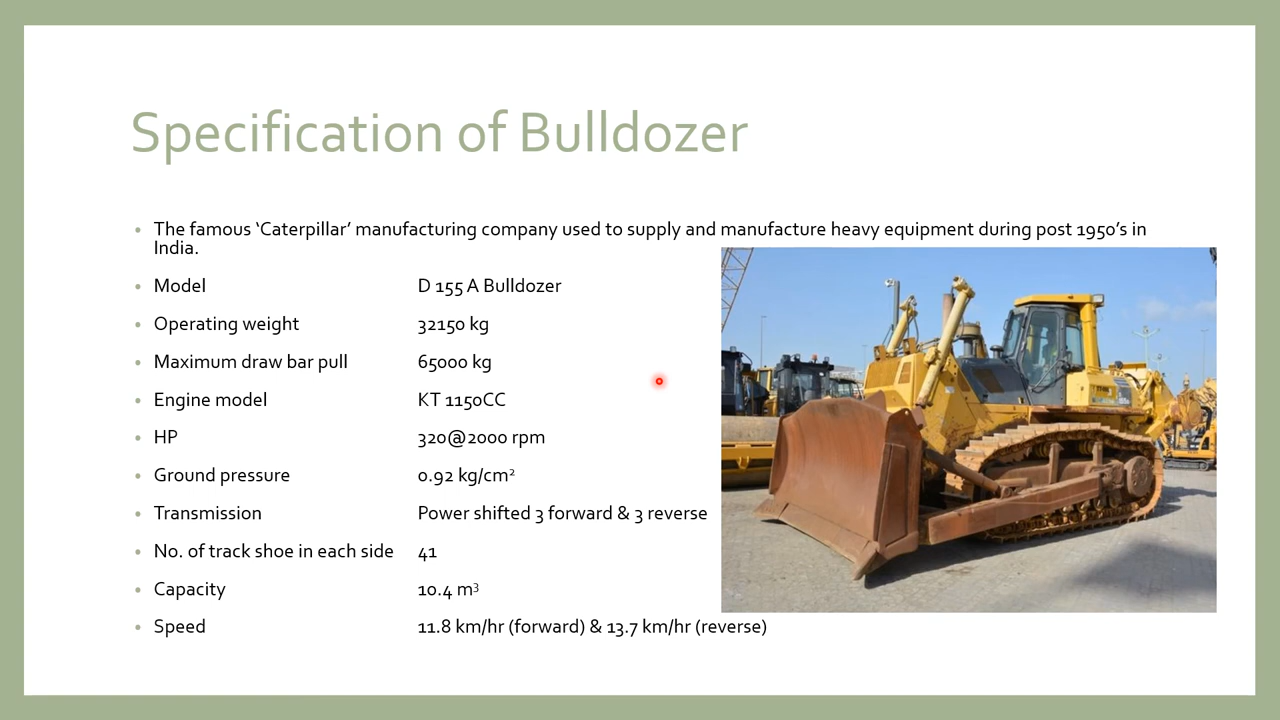 Specification of Bulldozer
• The famous ‘Caterpillar’ manufacturing company used to supply and manufacture heavy equipment during post 1950’s in
India.
• Model D 155 A Bulldozer
• Operating weight 32150 kg
• Maximum draw bar pull 65000 kg
• Engine model KT 1150CC
• HP 320@2000 rpm
• Ground pressure 0.92 kg/cm²
• Transmission Power shifted 3 forward & 3 reverse
• No. of track shoe in each side 41
• Capacity 10.4 m³
• Speed 11.8 km/hr (forward) & 13.7 km/hr (reverse)